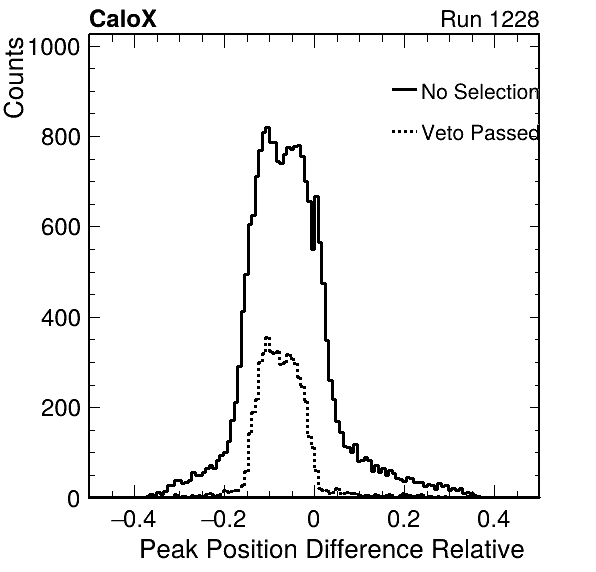 CaloX Run 1228
Counts
1000
800
600
400
200
0
No Selection
Veto Passed
−0.4 −0.2 0 0.2 0.4
Peak Position Difference Relative